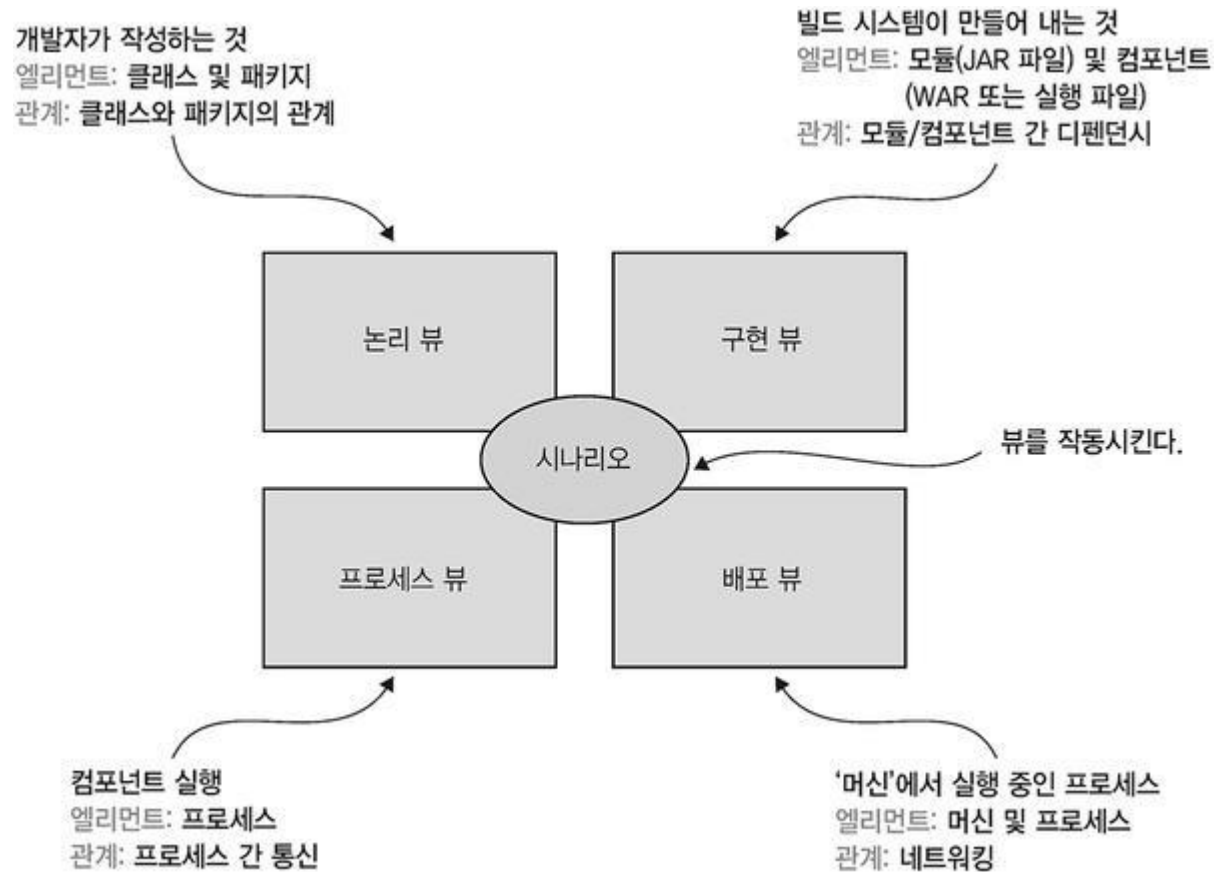 개발자가 작성하는 것
엘리먼트: 클래스 및 패키지
관계: 클래스와 패키지의 관계
빌드 시스템이 만들어 내는 것
엘리먼트: 모듈(JAR 파일) 및 컴포넌트
(WAR 또는 실행 파일)
관계: 모듈/컴포넌트 간 디펜던시
논리 뷰
구현 뷰
시나리오
뷰를 작동시킨다.
프로세스 뷰
배포 뷰
컴포넌트 실행
엘리먼트: 프로세스
관계: 프로세스 간 통신
‘머신’에서 실행 중인 프로세스
엘리먼트: 머신 및 프로세스
관계: 네트워킹